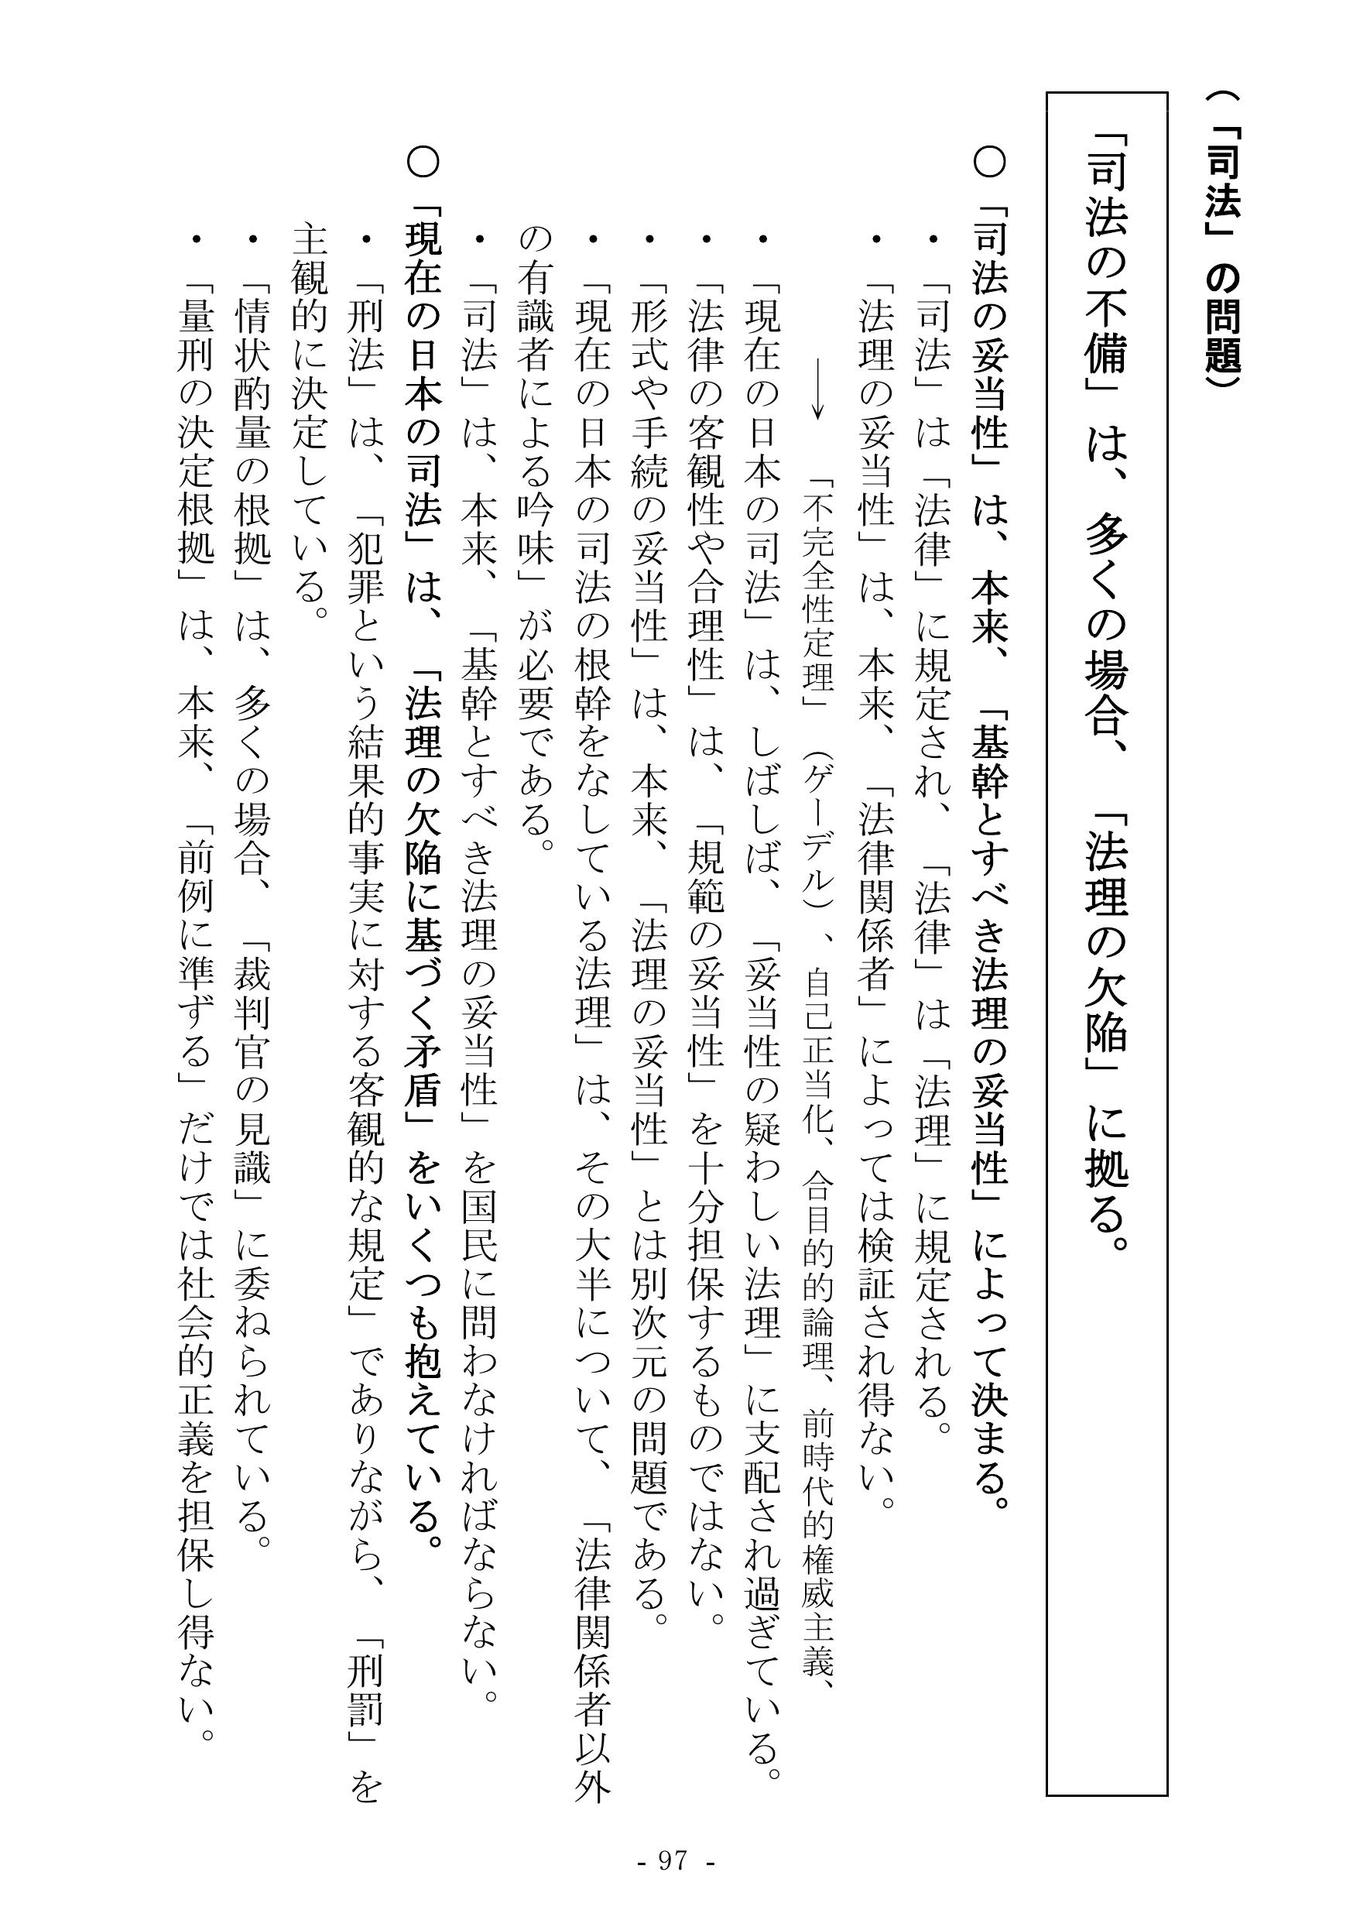 （「司法」の問題）
「司法の不備」は、多くの場合、「法理の欠陥」に拠る。
○「司法の妥当性」は、本来、「基幹とすべき法理の妥当性」によって決まる。
・「司法」は「法律」に規定され、「法律」は「法理」に規定される。
・「法理の妥当性」は、本来、「法律関係者」によっては検証され得ない。
→「不完全性定理」（ゲーデル）、自己正当化、合目的的論理、前時代的権威主義、
・「現在の日本の司法」は、しばしば、「妥当性の疑わしい法理」に支配され過ぎている。
・「法律の客観性や合理性」は、「規範の妥当性」を十分担保するものではない。
・「形式や手続の妥当性」は、本来、「法理の妥当性」とは別次元の問題である。
・「現在の日本の司法の根幹をなしている法理」は、その大半について、「法律関係者以外
の有識者による吟味」が必要である。
・「司法」は、本来、「基幹とすべき法理の妥当性」を国民に問わなければならない。
○「現在の日本の司法」は、「法理の欠陥に基づく矛盾」をいくつも抱えている。
・「刑法」は、「犯罪という結果的事実に対する客観的な規定」でありながら、「刑罰」を
主観的に決定している。
・「情状酌量の根拠」は、多くの場合、「裁判官の見識」に委ねられている。
・「量刑の決定根拠」は、本来、「前例に準ずる」だけでは社会的正義を担保し得ない。
- 97 -